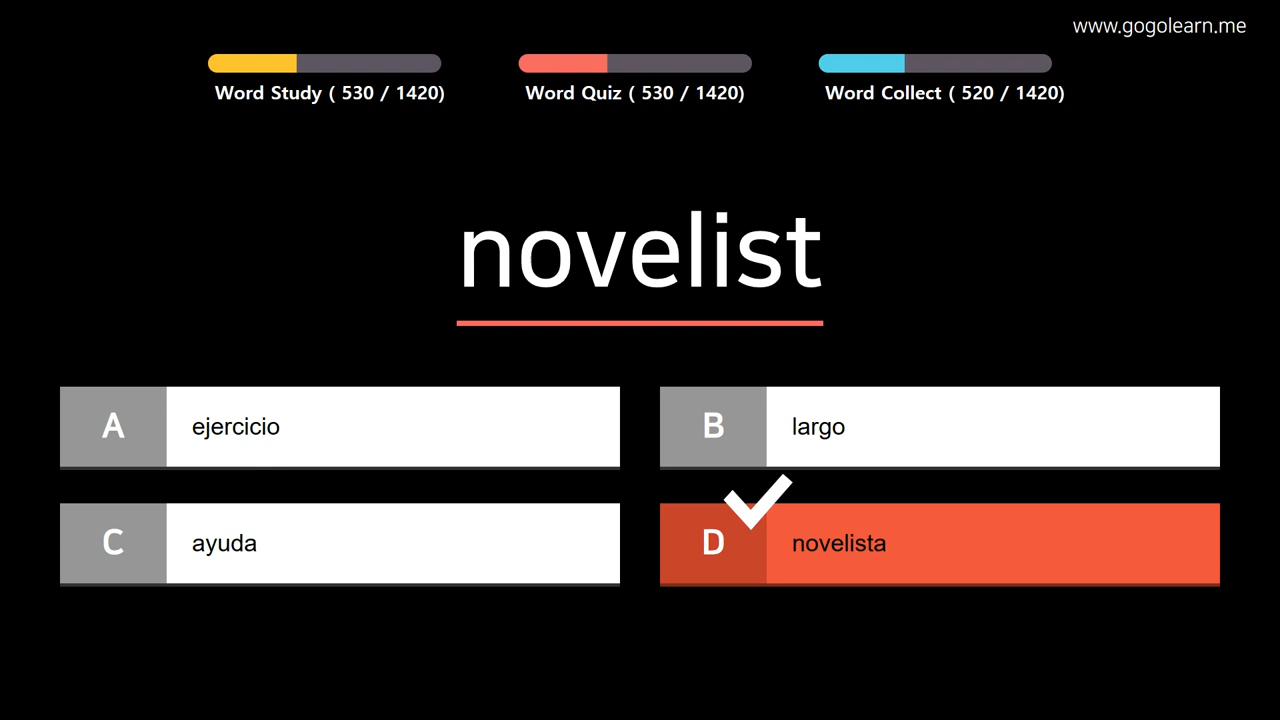 www.gogolearn.me
Word Study ( 530 / 1420)
Word Quiz ( 530 / 1420)
Word Collect ( 520 / 1420)
novelist
A
ejercicio
B
largo
C
ayuda
D
novelista